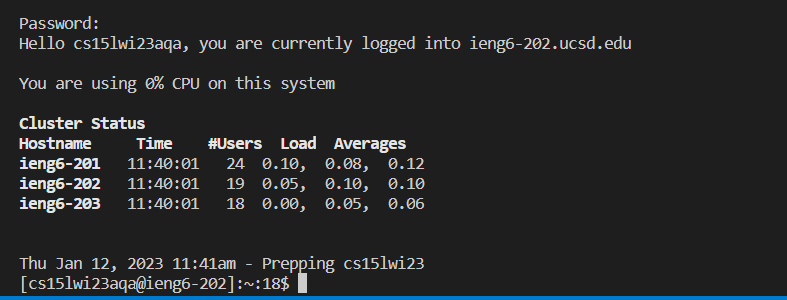 Password:
Hello cs15lwi23aqa, you are currently logged into ieng6-202.ucsd.edu
You are using 0% CPU on this system
Cluster Status
Hostname     Time    #Users  Load  Averages
ieng6-201   11:40:01   24  0.10,  0.08,  0.12
ieng6-202   11:40:01   19  0.05,  0.10,  0.10
ieng6-203   11:40:01   18  0.00,  0.05,  0.06
Thu Jan 12, 2023 11:41am - Prepping cs15lwi23
[cs15lwi23aqa@ieng6-202]:~:18$